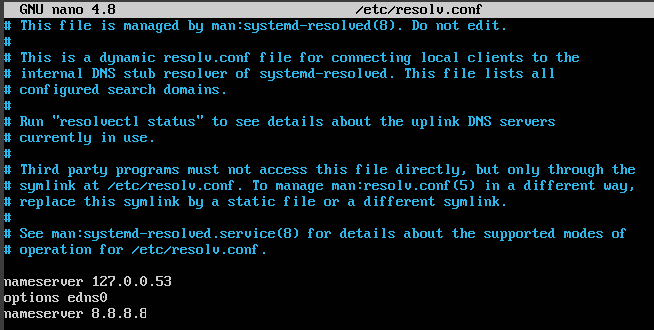 GNU nano 4.8 /etc/resolv.conf
# This file is managed by man:systemd-resolved(8). Do not edit.
#
# This is a dynamic resolv.conf file for connecting local clients to the
# internal DNS stub resolver of systemd-resolved. This file lists all
# configured search domains.
#
# Run "resolvectl status" to see details about the uplink DNS servers
# currently in use.
#
# Third party programs must not access this file directly, but only through the
# symlink at /etc/resolv.conf. To manage man:resolv.conf(5) in a different way,
# replace this symlink by a static file or a different symlink.
#
# See man:systemd-resolved.service(8) for details about the supported modes of
# operation for /etc/resolv.conf.
nameserver 127.0.0.53
options edns0
nameserver 8.8.8.8